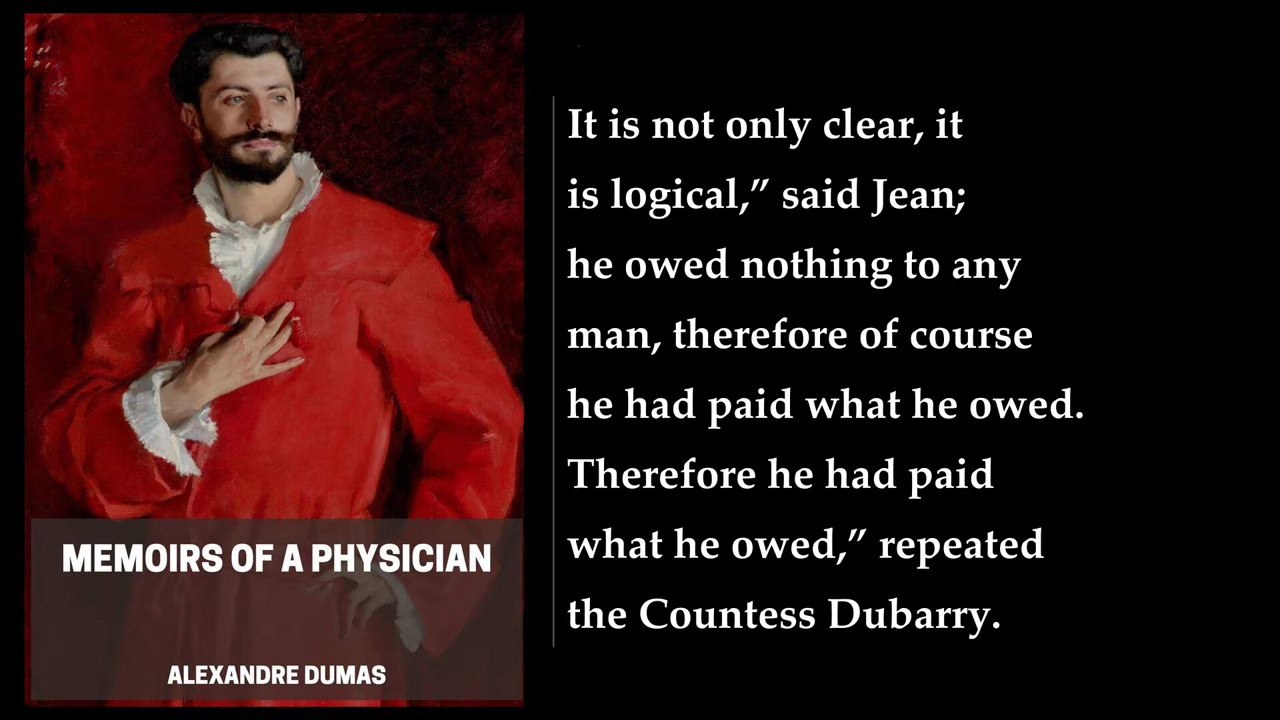 MEMOIRS OF A PHYSICIAN
ALEXANDRE DUMAS
It is not only clear, it
is logical,” said Jean;
he owed nothing to any
man, therefore of course
he had paid what he owed.
Therefore he had paid
what he owed,” repeated
the Countess Dubarry.